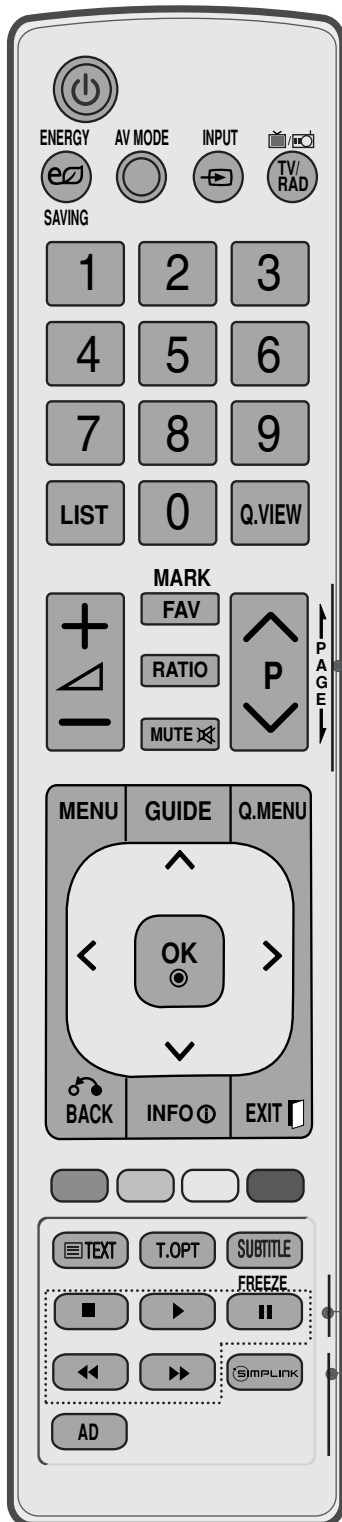 ENERGY AV MODE INPUT
TV/
RAD
SAVING
1 2 3
4 5 6
7 8 9
LIST 0 Q.VIEW
MARK
FAV
RATIO
P
PAGE
MUTE
MENU GUIDE Q.MENU
OK
BACK INFO EXIT
TEXT T.OPT SUBTITLE
FREEZE
SIMPLINK
AD